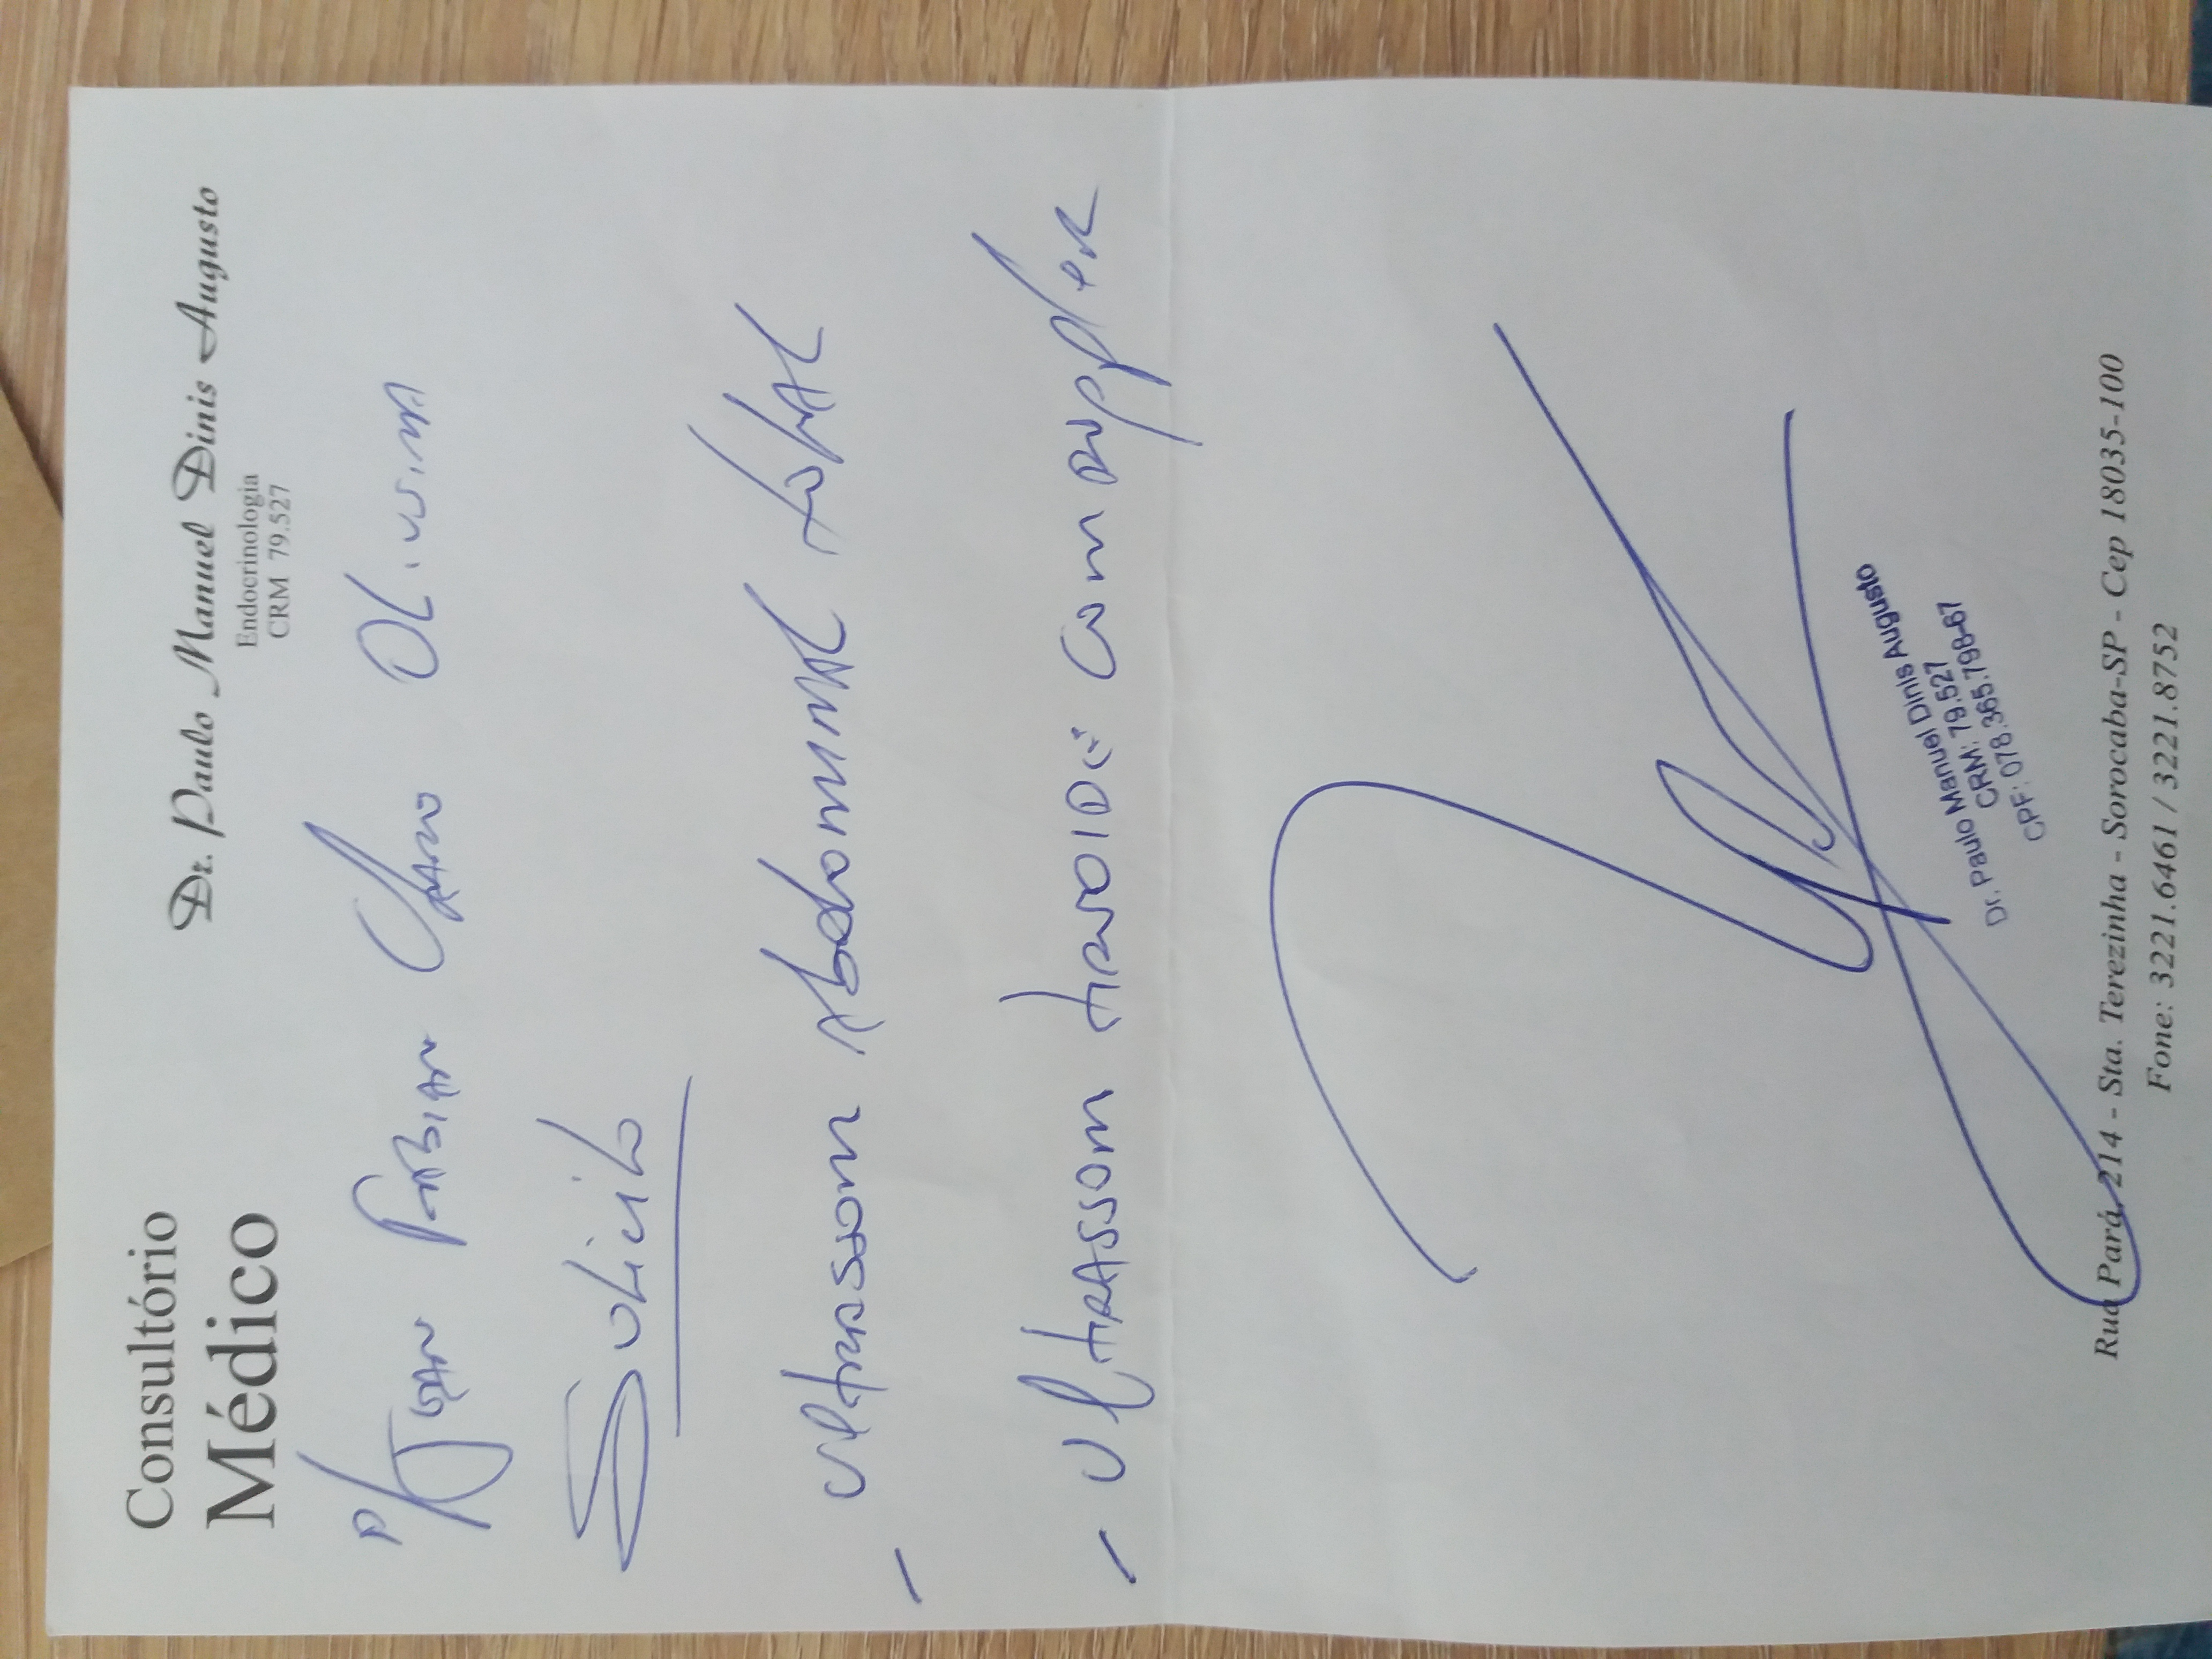 Consultório
Médico
Dr. Paulo Manuel Dinis Augusto
Endocrinologia
CRM 79.527
P/ Fabian Oliveira
Solicito
- Ultrassom Abdominal total
- Ultrassom tireoide com doppler
Dr. Paulo Manuel Dinis Augusto
CRM: 79.527
CPF: 078.365.798-67
Rua Pará, 214 - Sta. Terezinha - Sorocaba-SP - Cep 18035-100
Fone: 3221.6461 / 3221.8752